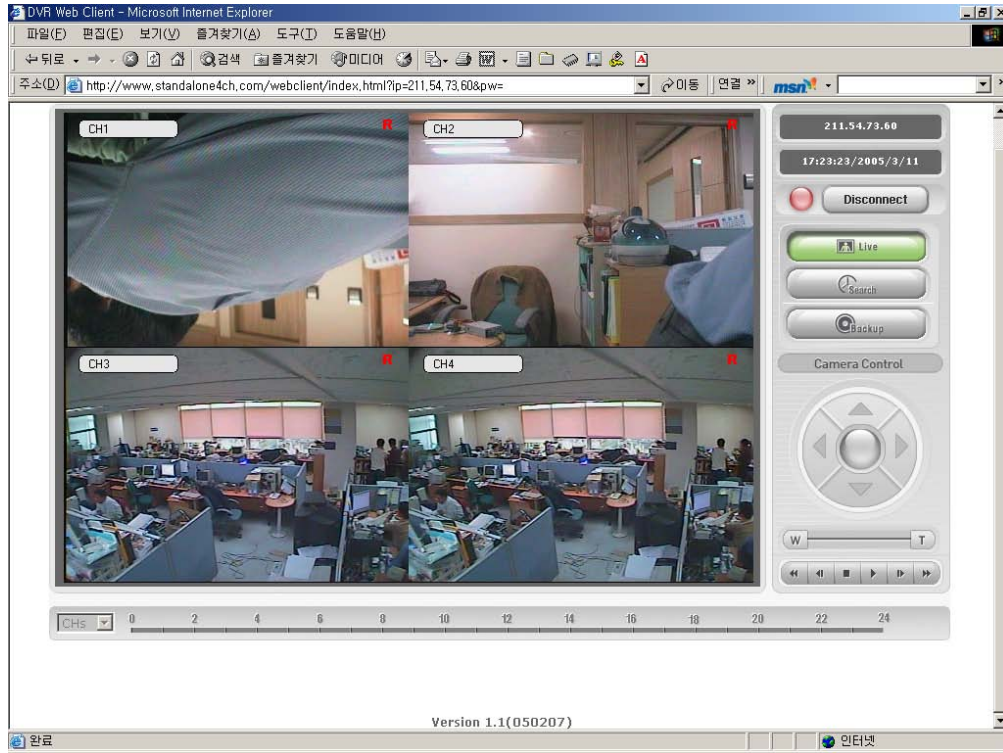 DVR Web Client - Microsoft Internet Explorer
파일(F) 편집(E) 보기(V) 즐겨찾기(A) 도구(T) 도움말(H)
뒤로 검색 즐겨찾기 미디어
주소(D) http://www.standalone4ch.com/webclient/index.html?ip=211.54.73.60&pw= 이동 연결 » msn
CH1 R
CH2 R
211.54.73.60
17:23:23/2005/3/11
Disconnect
Live
Search
Backup
CH3 R
CH4 R
Camera Control
W T
CHs 0 2 4 6 8 10 12 14 16 18 20 22 24
Version 1.1(050207)
완료 인터넷